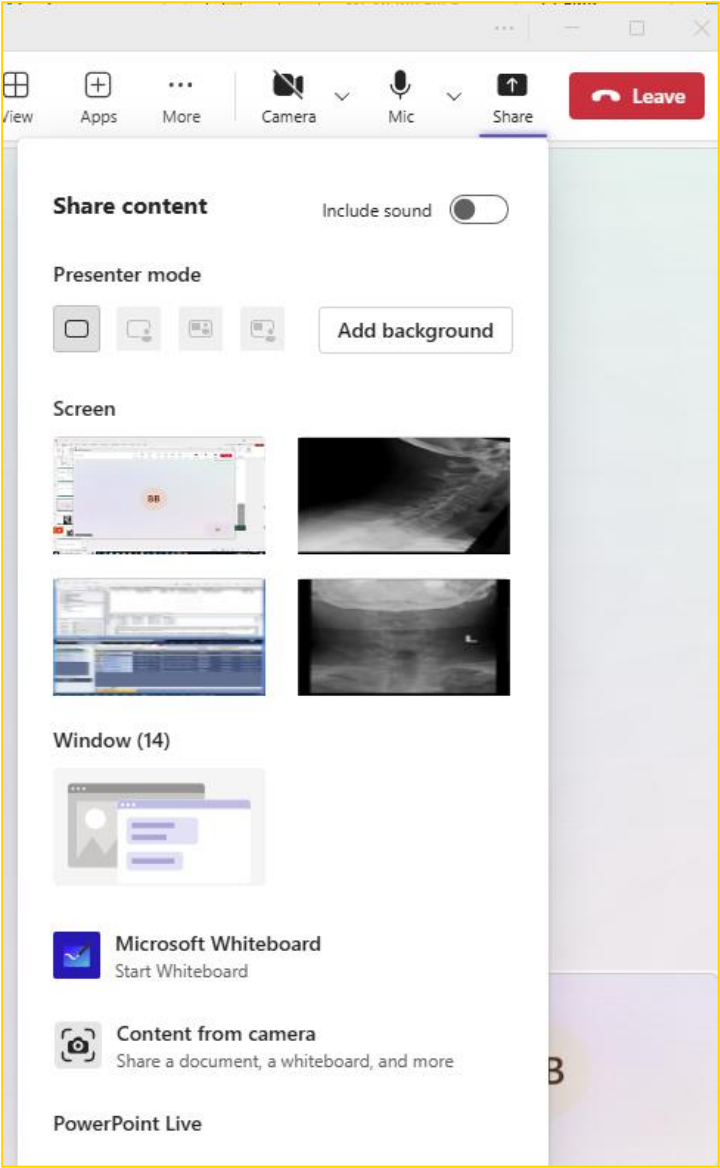 View
Apps
More
Camera
Mic
Share
Leave
Share content
Include sound
Presenter mode
Add background
Screen
BB
L
Window (14)
Microsoft Whiteboard
Start Whiteboard
Content from camera
Share a document, a whiteboard, and more
B
PowerPoint Live